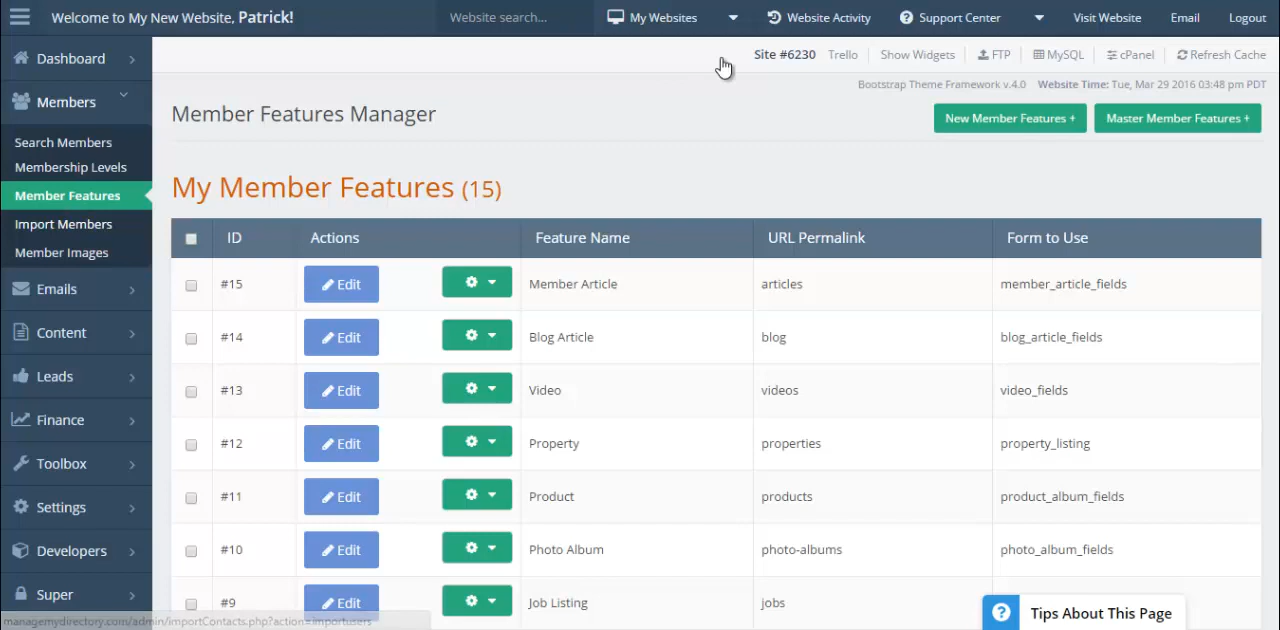 Welcome to My New Website, Patrick!
Website search...
My Websites
Website Activity
Support Center
Visit Website
Email
Logout
Site #6230
Trello
Show Widgets
FTP
MySQL
cPanel
Refresh Cache
Bootstrap Theme Framework v.4.0 Website Time: Tue, Mar 29 2016 03:48 pm PDT
Dashboard
Members
Search Members
Membership Levels
Member Features
Import Members
Member Images
Emails
Content
Leads
Finance
Toolbox
Settings
Developers
Super
Member Features Manager
New Member Features +
Master Member Features +
My Member Features (15)
ID Actions Feature Name URL Permalink Form to Use
#15 Edit Member Article articles member_article_fields
#14 Edit Blog Article blog blog_article_fields
#13 Edit Video videos video_fields
#12 Edit Property properties property_listing
#11 Edit Product products product_album_fields
#10 Edit Photo Album photo-albums photo_album_fields
#9 Edit Job Listing jobs
Tips About This Page
managemydirectory.com/admin/importContacts.php?action=importusers